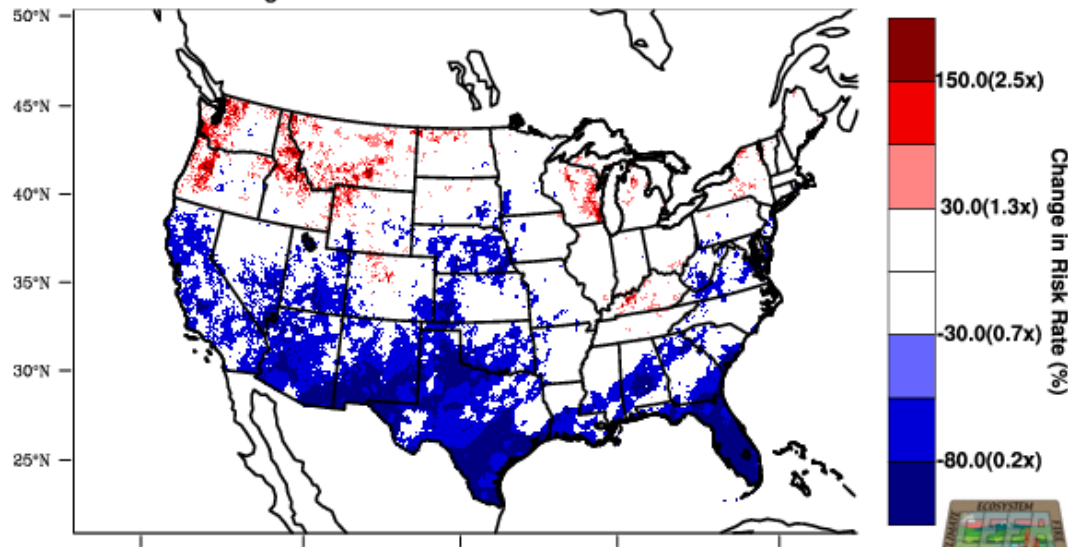 50°N
45°N
40°N
35°N
30°N
25°N
150.0(2.5x)
30.0(1.3x)
-30.0(0.7x)
-80.0(0.2x)
Change in Risk Rate (%)
ECOSYSTEM